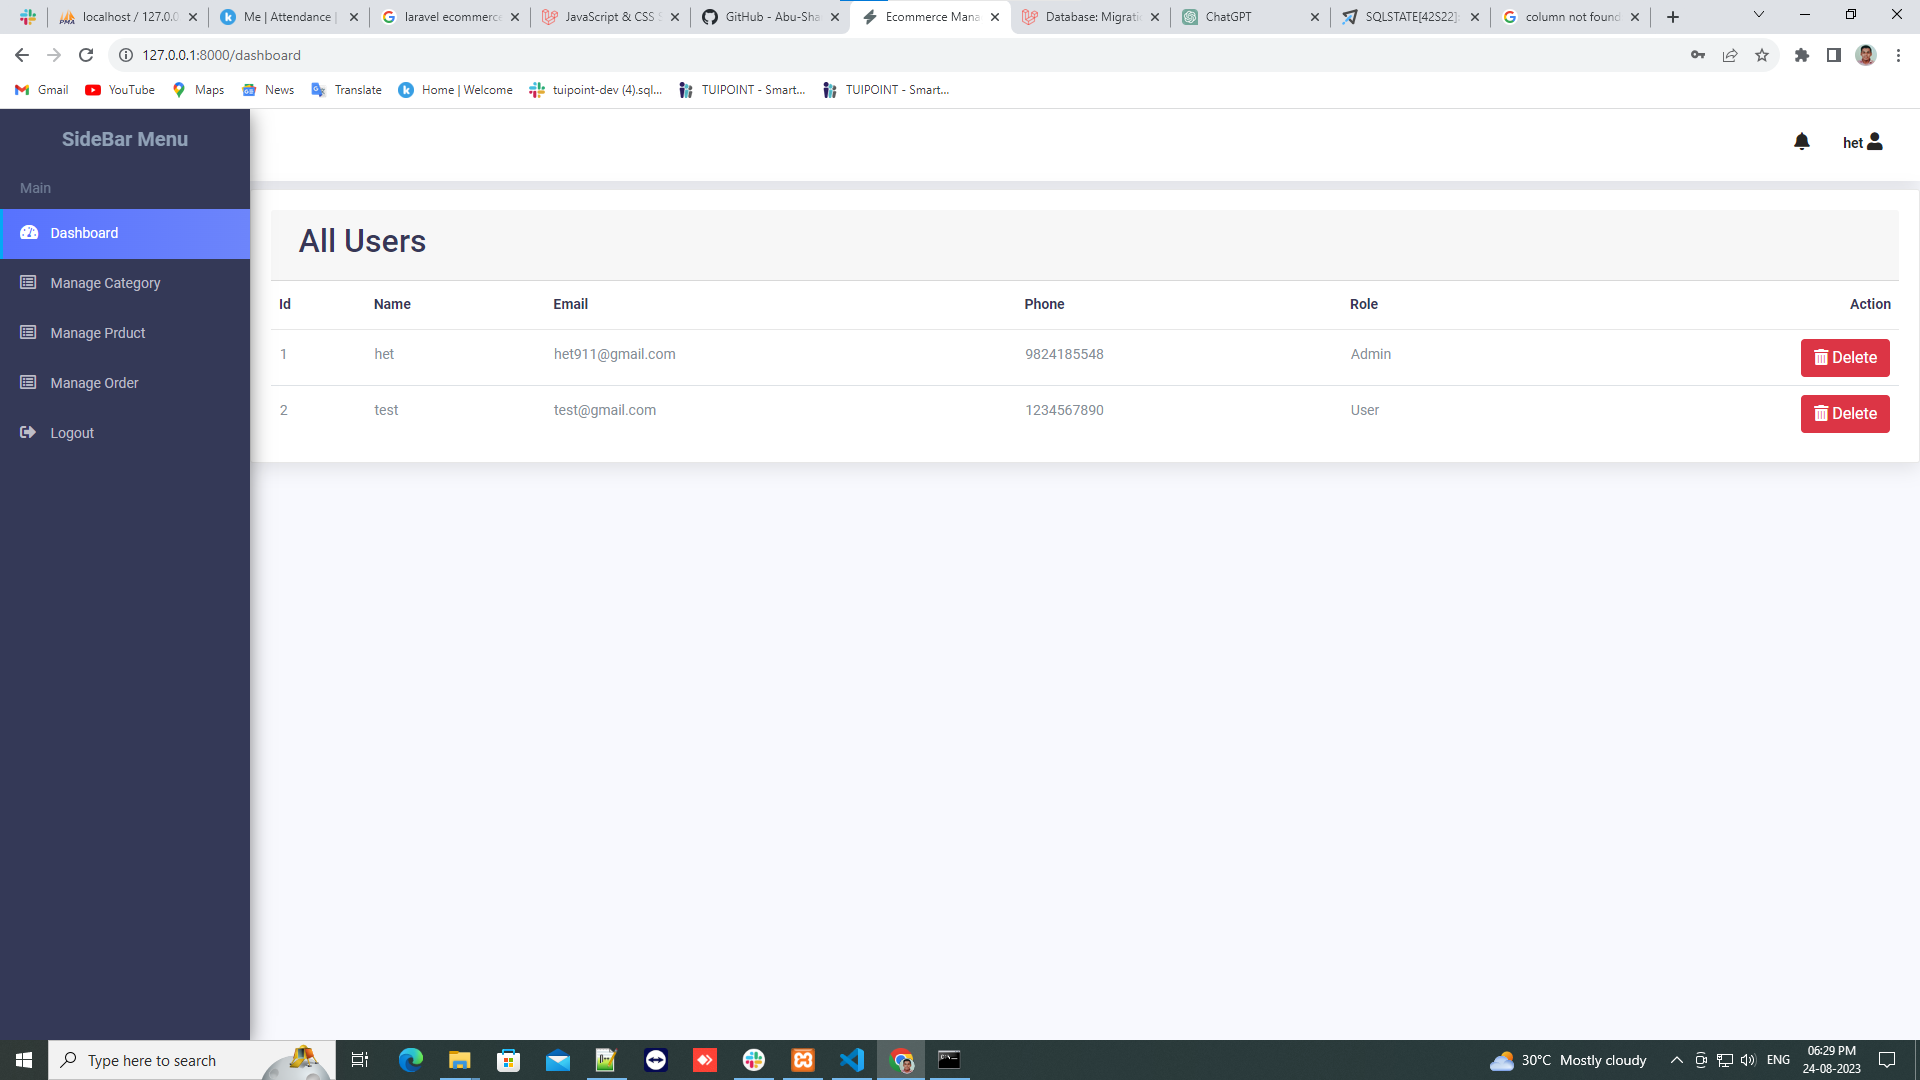 localhost / 127.0.0
Me | Attendance |
laravel ecommerce
JavaScript & CSS S
GitHub - Abu-Sha
Ecommerce Mana
Database: Migratio
ChatGPT
SQLSTATE[42S22]:
column not found
127.0.0.1:8000/dashboard
Gmail
YouTube
Maps
News
Translate
Home | Welcome
tuipoint-dev (4).sql...
TUIPOINT - Smart...
TUIPOINT - Smart...
SideBar Menu
het
Main
Dashboard
Manage Category
Manage Prduct
Manage Order
Logout
All Users
Id Name Email Phone Role Action
1 het het911@gmail.com 9824185548 Admin Delete
2 test test@gmail.com 1234567890 User Delete
Type here to search
30°C Mostly cloudy
ENG
06:29 PM
24-08-2023